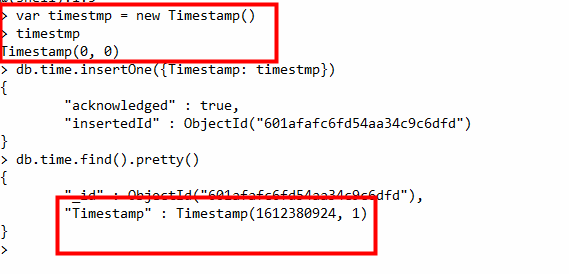 > var timestmp = new Timestamp()
> timestmp
Timestamp(0, 0)
> db.time.insertOne({Timestamp: timestmp})
{
        "acknowledged" : true,
        "insertedId" : ObjectId("601afafc6fd54aa34c9c6dfd")
}
> db.time.find().pretty()
{
        "_id" : ObjectId("601afafc6fd54aa34c9c6dfd"),
        "Timestamp" : Timestamp(1612380924, 1)
}
>